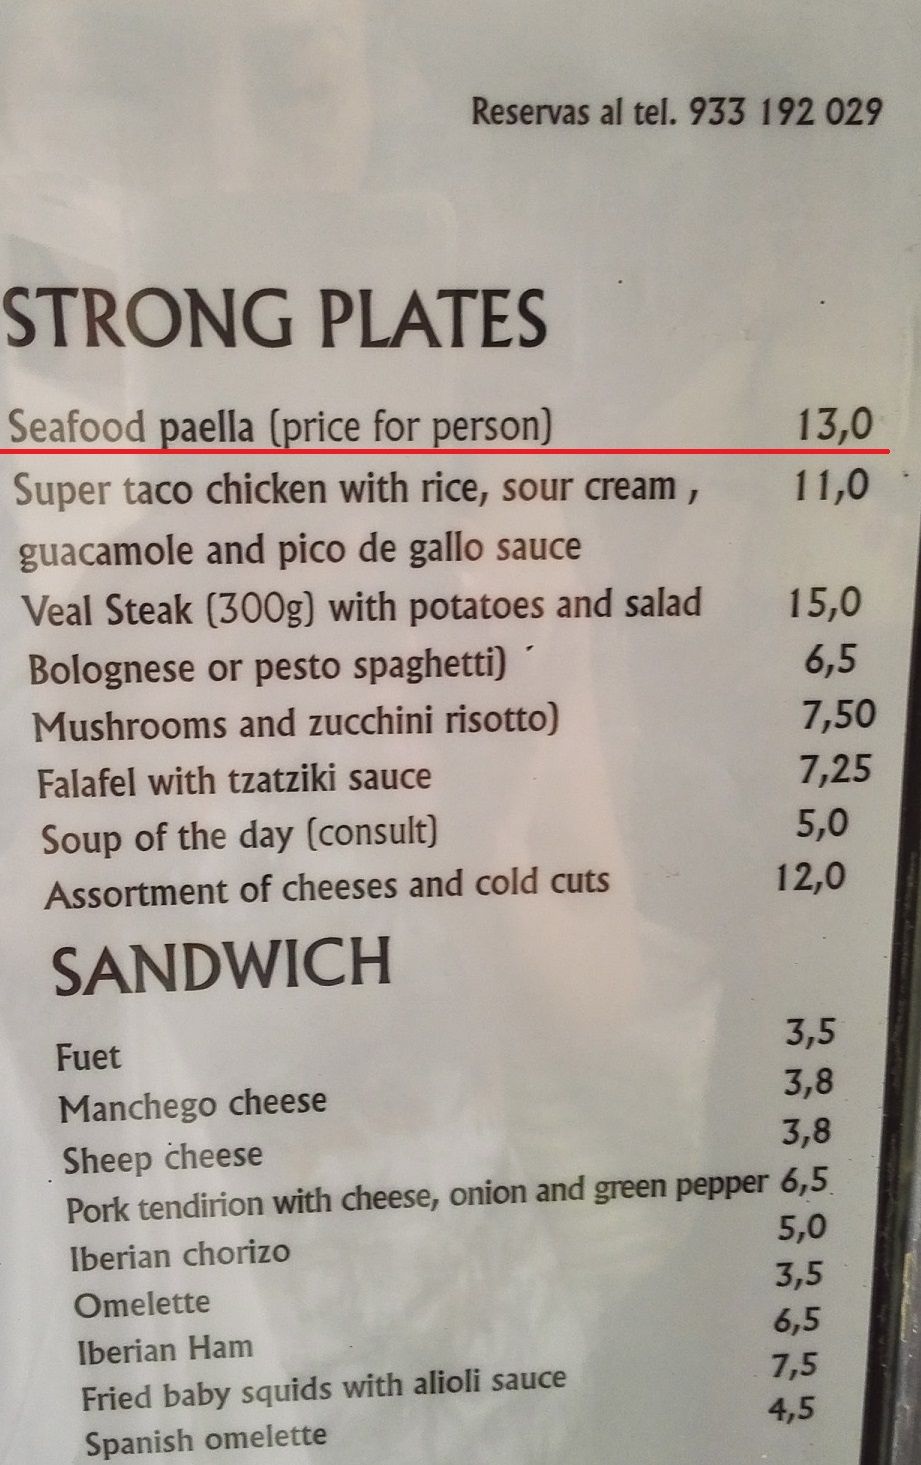 Reservas al tel. 933 192 029
STRONG PLATES
Seafood paella (price for person) 13,0
Super taco chicken with rice, sour cream , 11,0
guacamole and pico de gallo sauce
Veal Steak (300g) with potatoes and salad 15,0
Bolognese or pesto spaghetti) 6,5
Mushrooms and zucchini risotto) 7,50
Falafel with tzatziki sauce 7,25
Soup of the day (consult) 5,0
Assortment of cheeses and cold cuts 12,0
SANDWICH
Fuet 3,5
Manchego cheese 3,8
Sheep cheese 3,8
Pork tendirion with cheese, onion and green pepper 6,5
Iberian chorizo 5,0
Omelette 3,5
Iberian Ham 6,5
Fried baby squids with alioli sauce 7,5
Spanish omelette 4,5